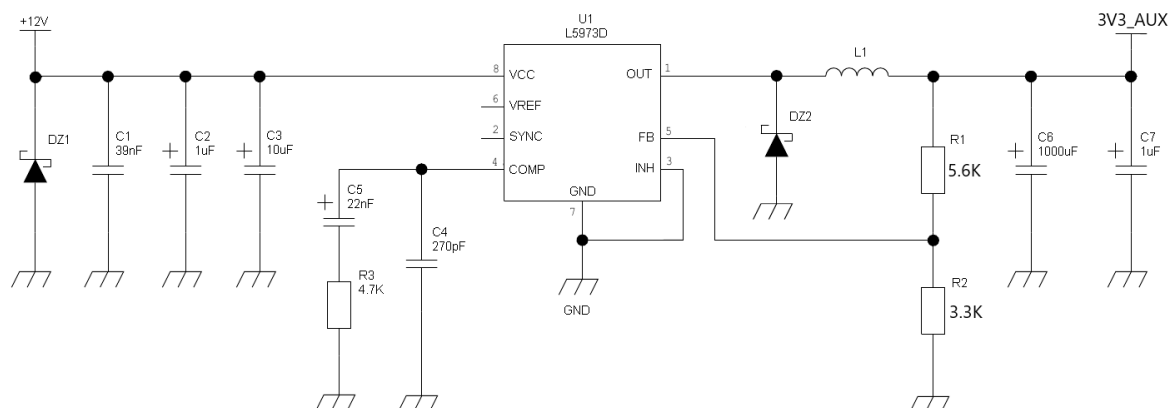 +12V
U1
L5973D
3V3_AUX
8 VCC OUT 1
L1
6 VREF
2 SYNC
FB 5
4 COMP
INH 3
GND
7
GND
DZ1
C1
39nF
C2
1uF
C3
10uF
DZ2
R1
5.6K
C6
1000uF
C7
1uF
C5
22nF
C4
270pF
R3
4.7K
R2
3.3K